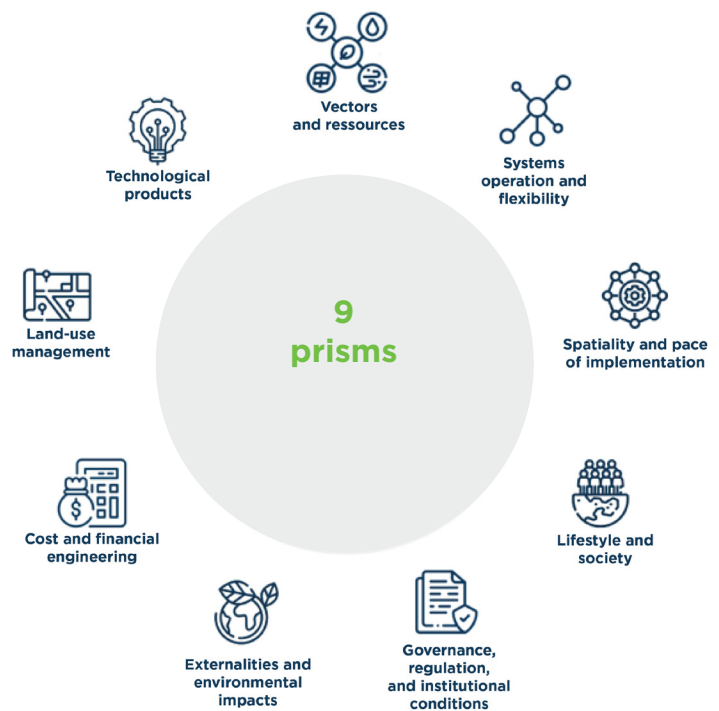 Vectors
and ressources
Systems
operation and
flexibility
Spatiality and pace
of implementation
Lifestyle and
society
Governance,
regulation,
and institutional
conditions
Externalities and
environmental
impacts
Cost and financial
engineering
Land-use
management
Technological
products
9
prisms